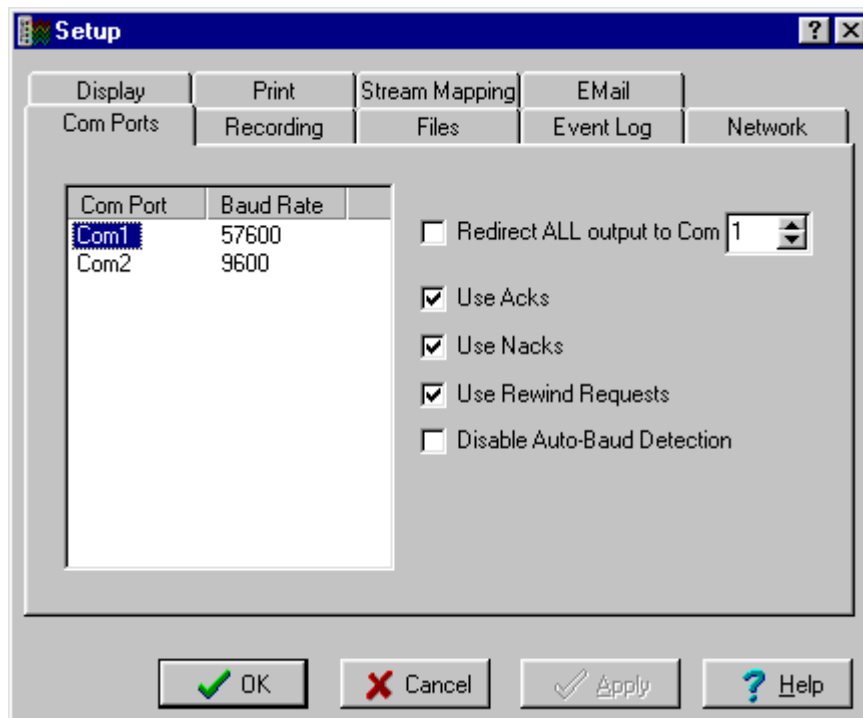 Setup
Display Print Stream Mapping EMail
Com Ports Recording Files Event Log Network
Com Port Baud Rate
Com1 57600
Com2 9600
Redirect ALL output to Com 1
Use Acks
Use Nacks
Use Rewind Requests
Disable Auto-Baud Detection
OK Cancel Apply Help